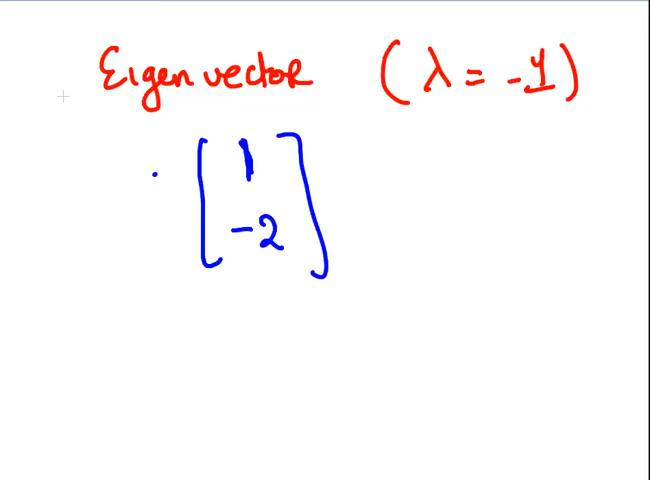 Eigenvector (λ = -1)
[ 1
-2 ]